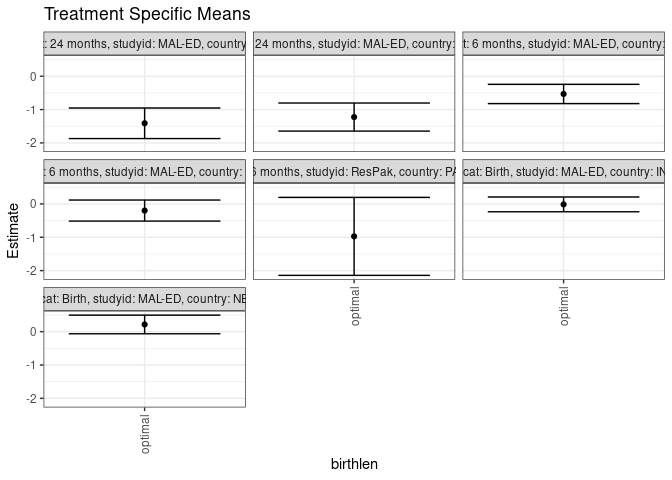 Treatment Specific Means
t: 24 months, studyid: MAL-ED, country
24 months, studyid: MAL-ED, country:
t: 6 months, studyid: MAL-ED, country:
0
-1
-2
: 6 months, studyid: MAL-ED, country:
6 months, studyid: ResPak, country: PA
cat: Birth, studyid: MAL-ED, country: IN
0
-1
-2
cat: Birth, studyid: MAL-ED, country: NE
0
-1
-2
Estimate
optimal
optimal
optimal
birthlen